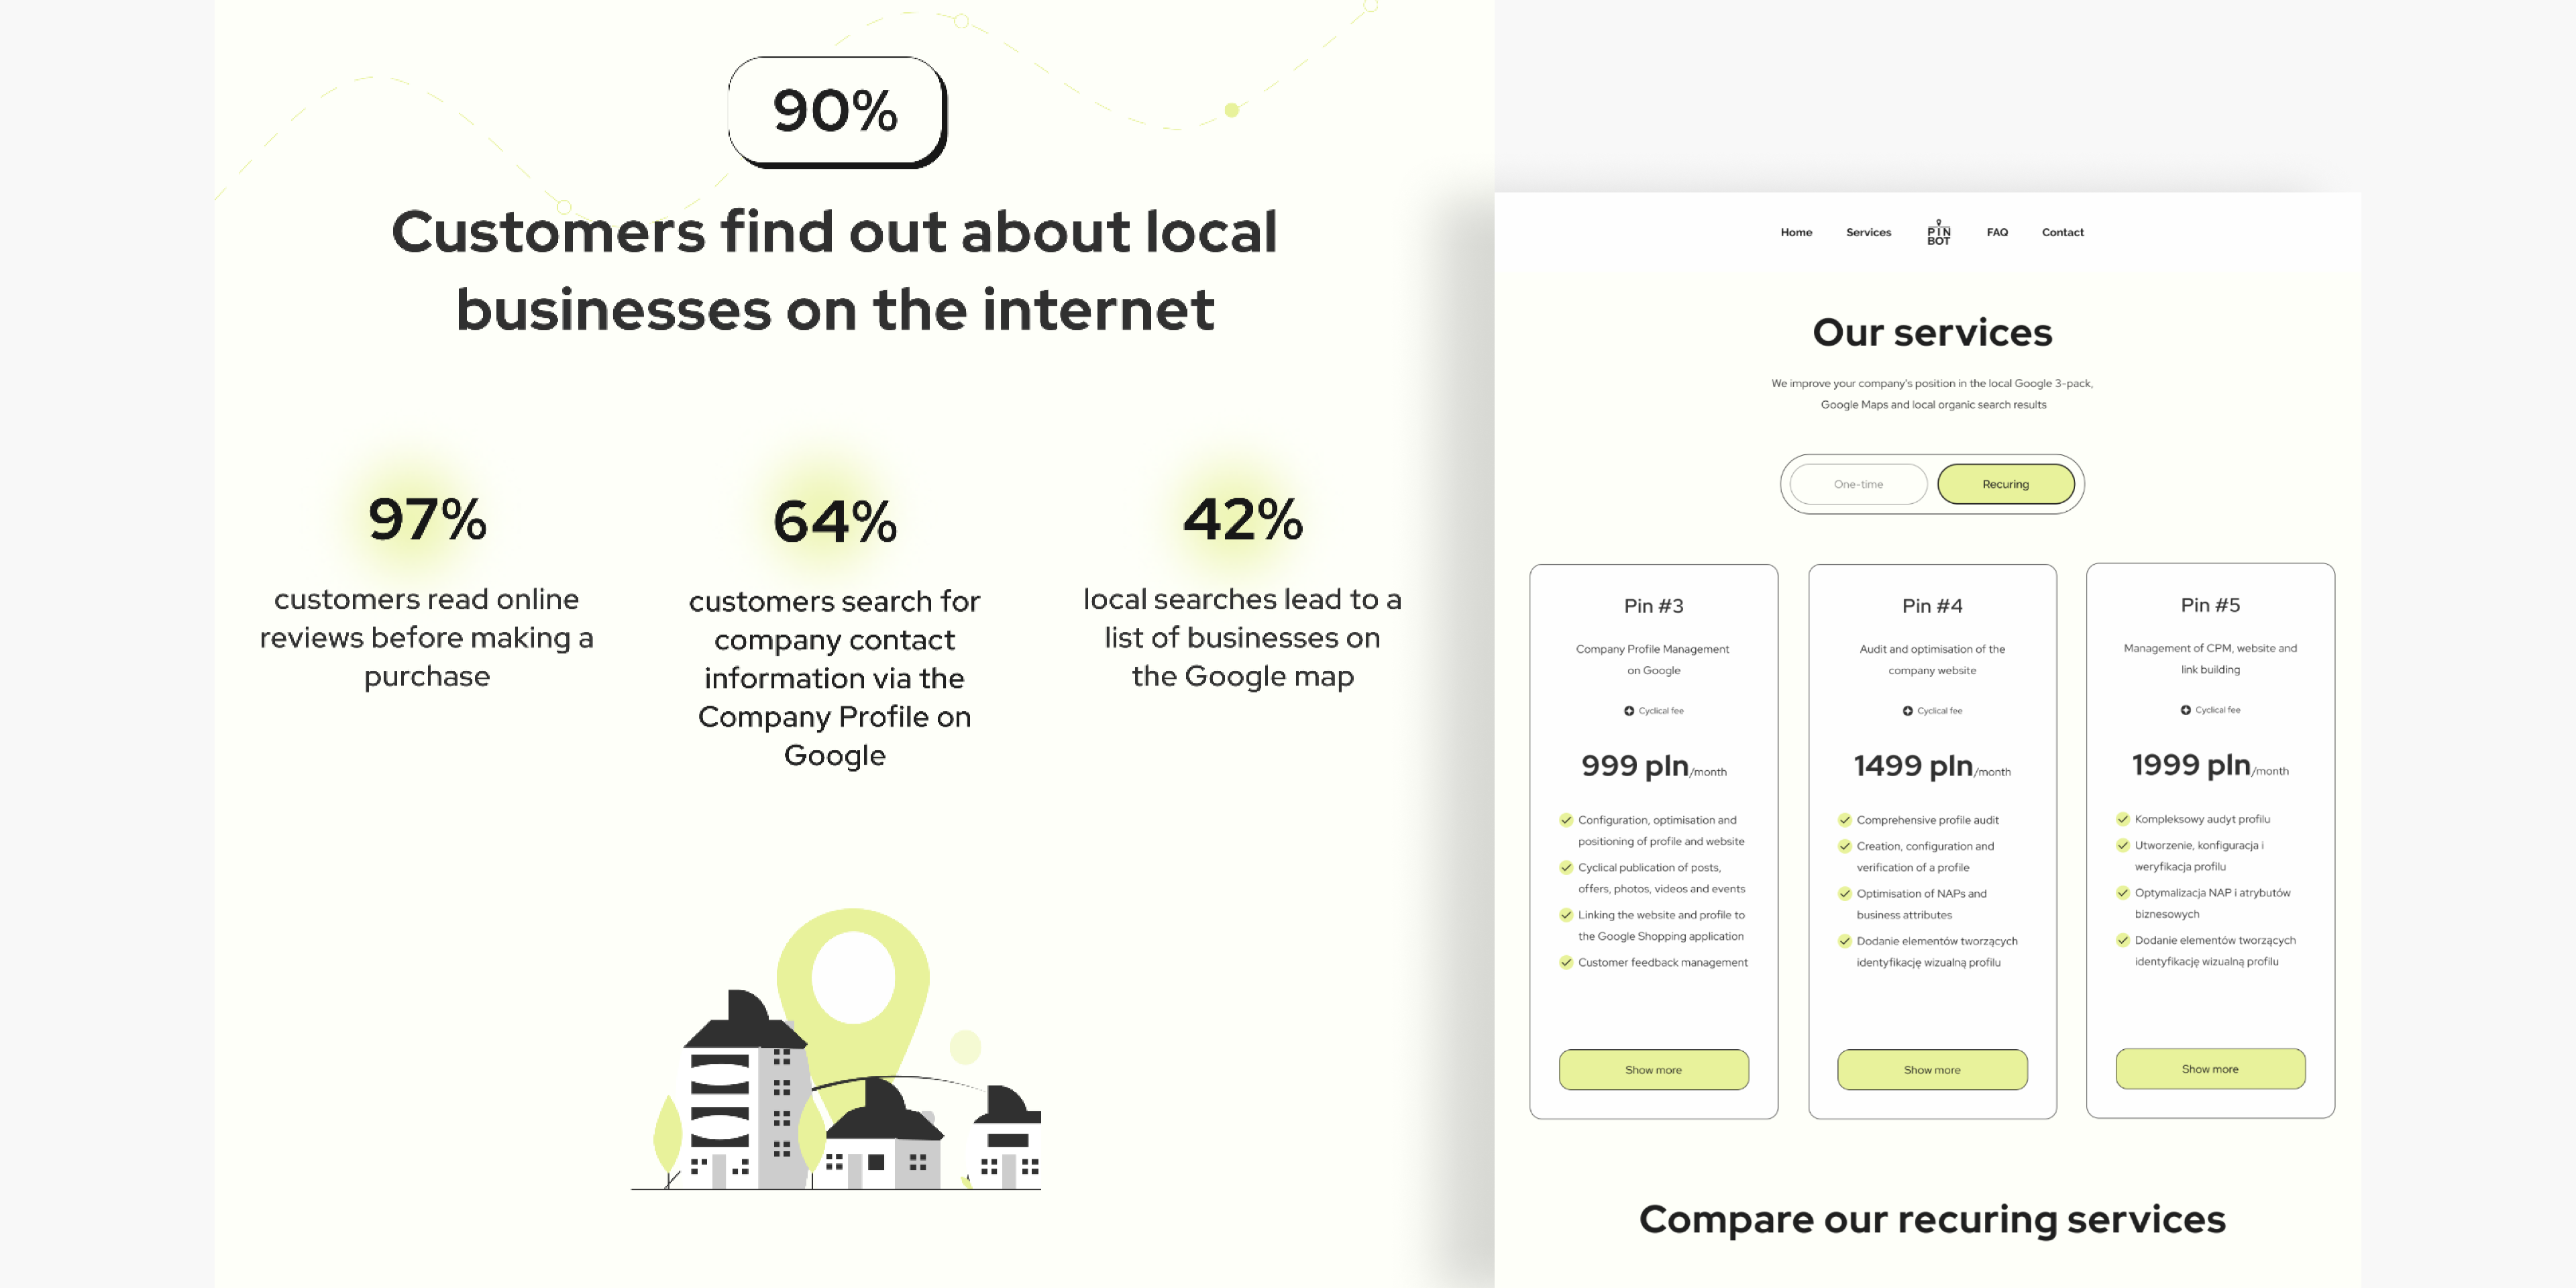 90%
Customers find out about local
businesses on the internet
97%
customers read online
reviews before making a
purchase
64%
customers search for
company contact
information via the
Company Profile on
Google
42%
local searches lead to a
list of businesses on
the Google map
Home Services PIN BOT FAQ Contact
Our services
We improve your company's position in the local Google 3-pack,
Google Maps and local organic search results
One-time Recuring
Pin #3
Company Profile Management
on Google
Cyclical fee
999 pln/month
Configuration, optimisation and
positioning of profile and website
Cyclical publication of posts,
offers, photos, videos and events
Linking the website and profile to
the Google Shopping application
Customer feedback management
Show more
Pin #4
Audit and optimisation of the
company website
Cyclical fee
1499 pln/month
Comprehensive profile audit
Creation, configuration and
verification of a profile
Optimisation of NAPs and
business attributes
Dodanie elementów tworzących
identyfikację wizualną profilu
Show more
Pin #5
Management of CPM, website and
link building
Cyclical fee
1999 pln/month
Kompleksowy audyt profilu
Utworzenie, konfiguracja i
weryfikacja profilu
Optymalizacja NAP i atrybutów
biznesowych
Dodanie elementów tworzących
identyfikację wizualną profilu
Show more
Compare our recuring services